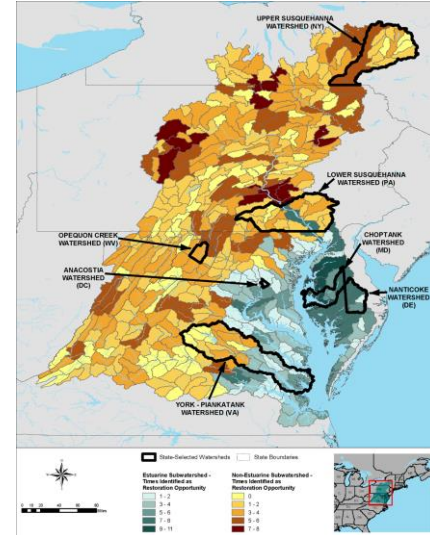 UPPER SUSQUEHANNA
WATERSHED (NY)
LOWER SUSQUEHANNA
WATERSHED (PA)
OPEQUON CREEK
WATERSHED (WV)
CHOPTANK
WATERSHED
(MD)
ANACOSTIA
WATERSHED
(DC)
NANTICOKE
WATERSHED
(DE)
YORK - PIANKATANK
WATERSHED (VA)
State-Selected Watersheds
State Boundaries
Estuarine Subwatershed -
Times Identified as
Restoration Opportunity
1 - 2
3 - 4
5 - 6
7 - 8
9 - 11
Non-Estuarine Subwatershed -
Times Identified as
Restoration Opportunity
0
1 - 2
3 - 4
5 - 6
7 - 8